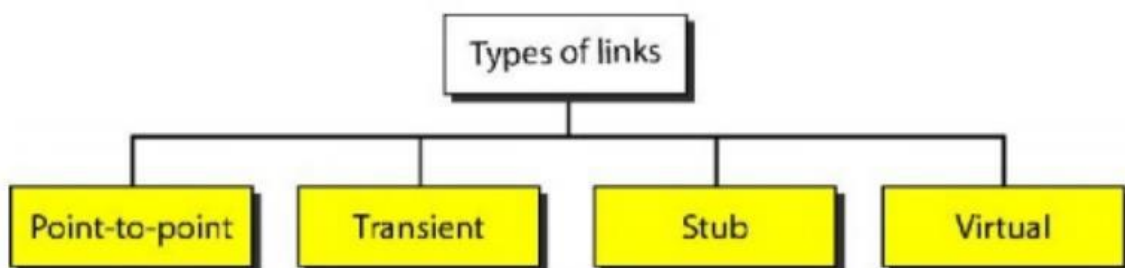 Types of links
Point-to-point
Transient
Stub
Virtual